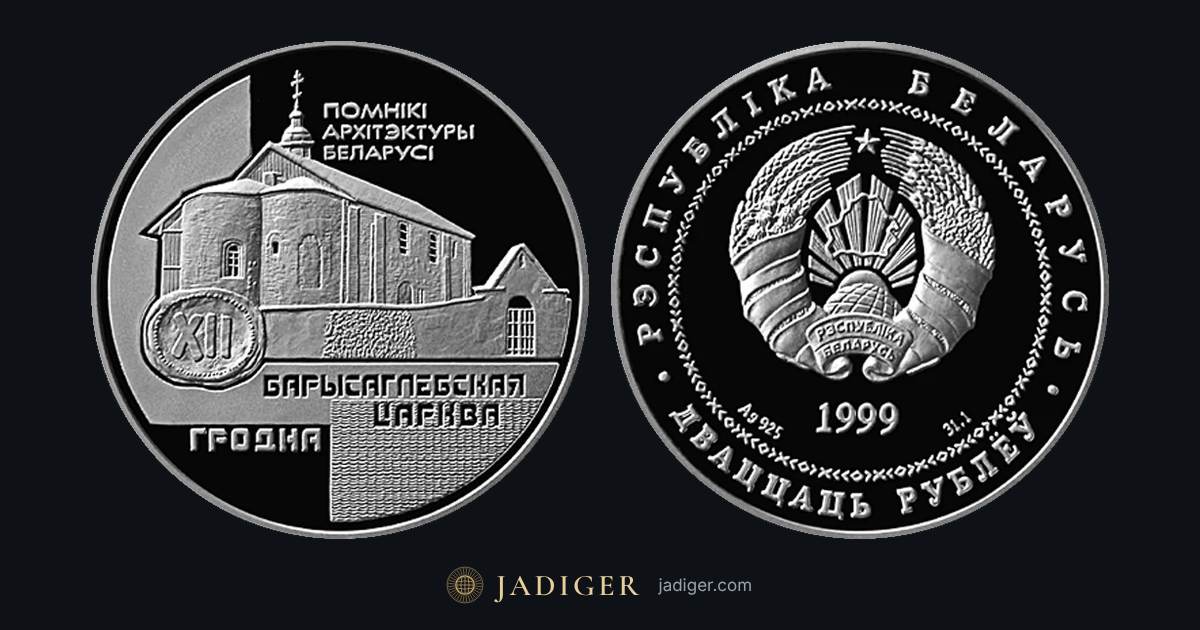 ПОМНІКІ
АРХІТЭКТУРЫ
БЕЛАРУСІ
XII
БАРЫСАГЛЕБСКАЯ
ЦАРКВА
ГРОДНА
РЭСПУБЛІКА БЕЛАРУСЬ
РЭСПУБЛІКА
БЕЛАРУСЬ
Ag 925
1999
31,1
• ДВАЦЦАЦЬ РУБЛЁЎ •
JADIGER jadiger.com